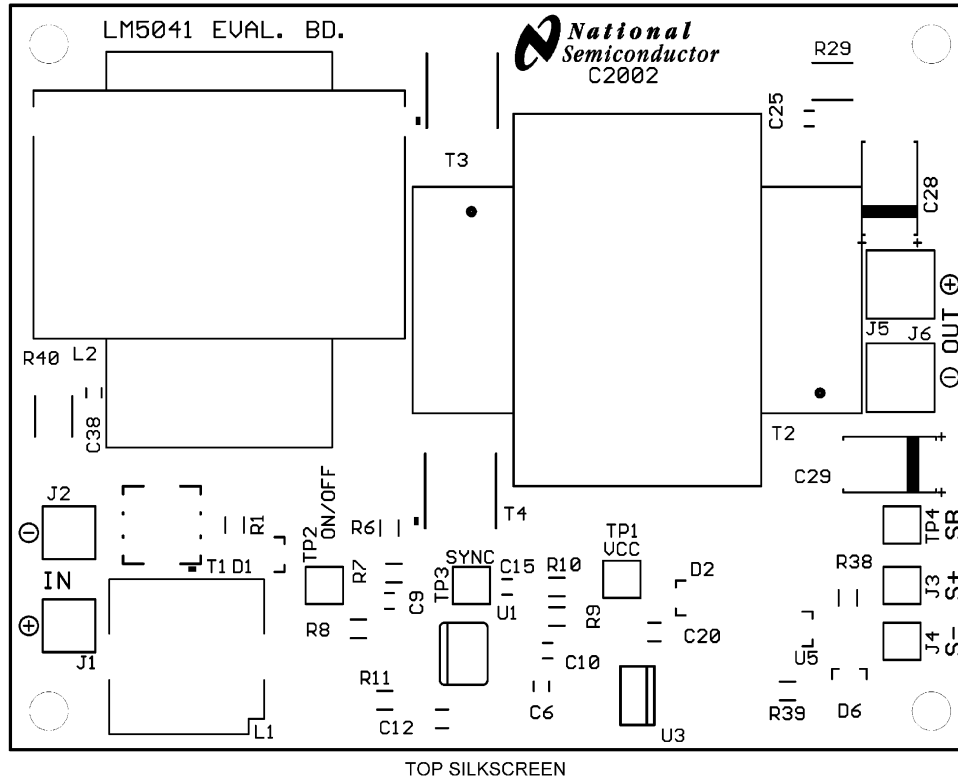 LM5041 EVAL. BD.
National
Semiconductor
C2002
R29
C25
T3
C28
J5
J6
OUT
+
-
R40
L2
C38
T2
C29
J2
ON/OFF
TP2
R1
R6
T4
TP4
SR
T1
D1
R7
SYNC
TP3
C15
R10
TP1
VCC
D2
R38
J3
S+
IN
-
+
C9
U1
R9
C20
R8
J4
S-
U5
J1
C10
R11
C6
C12
L1
U3
R39
D6
TOP SILKSCREEN